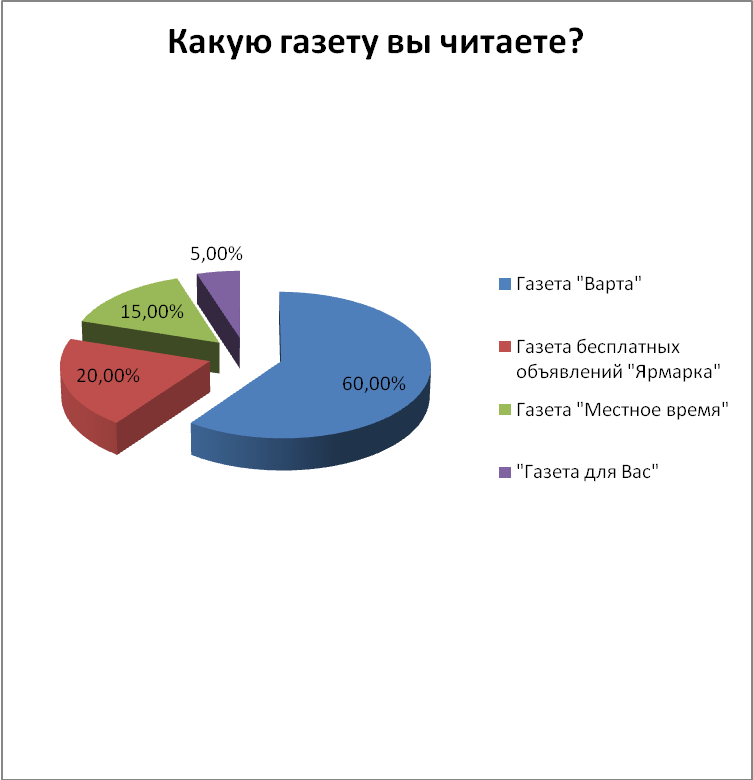 Какую газету вы читаете?
5,00%
15,00%
20,00%
60,00%
Газета "Варта"
Газета бесплатных
объявлений "Ярмарка"
Газета "Местное время"
"Газета для Вас"